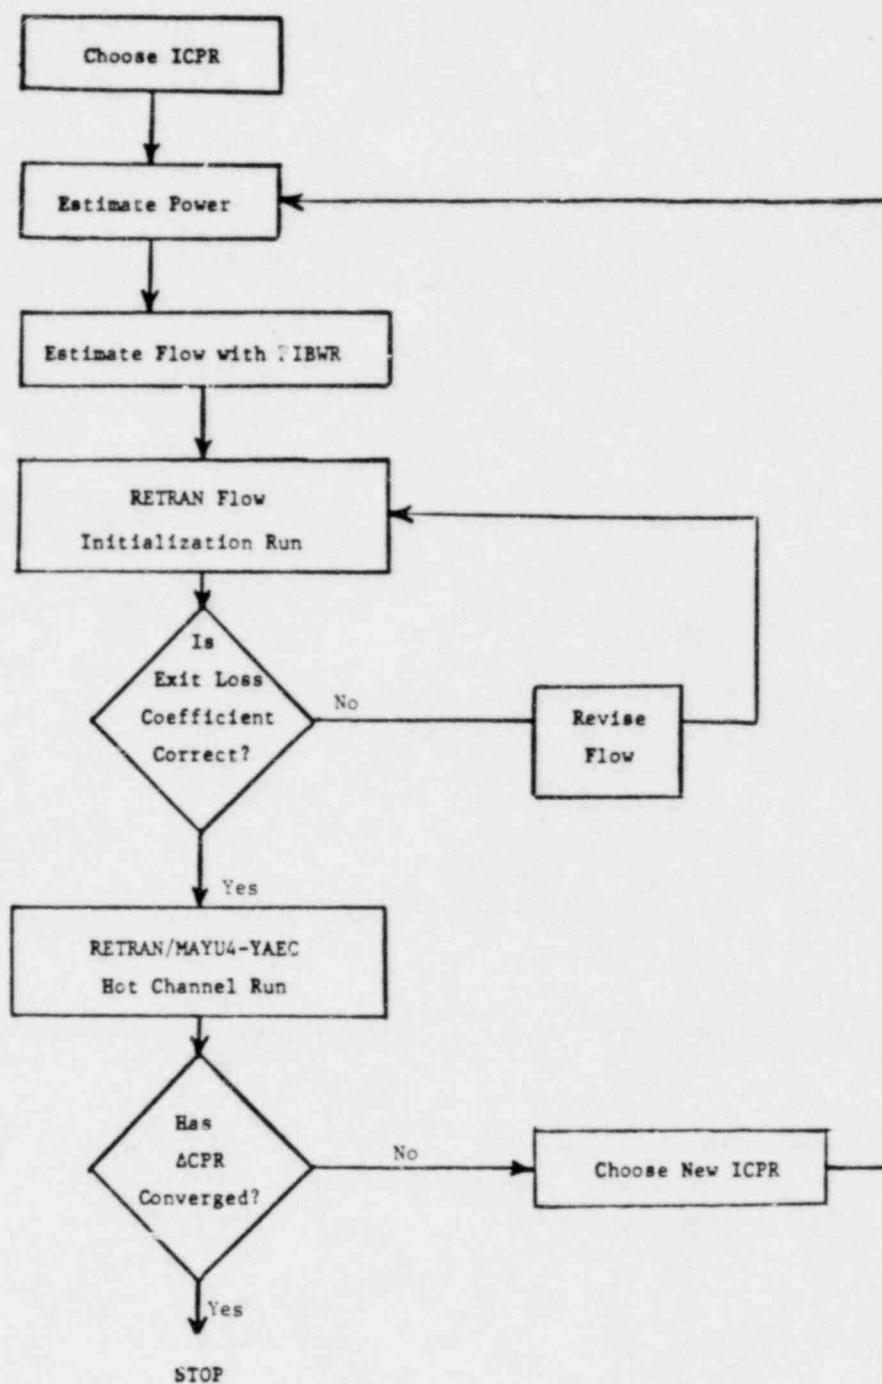 Choose ICPR
Estimate Power
Estimate Flow with FIBWR
RETRAN Flow
Initialization Run
Is
Exit Loss
Coefficient
Correct?
No
Revise
Flow
Yes
RETRAN/MAYU4-YAEC
Hot Channel Run
Has
ΔCPR
Converged?
No
Choose New ICPR
Yes
STOP